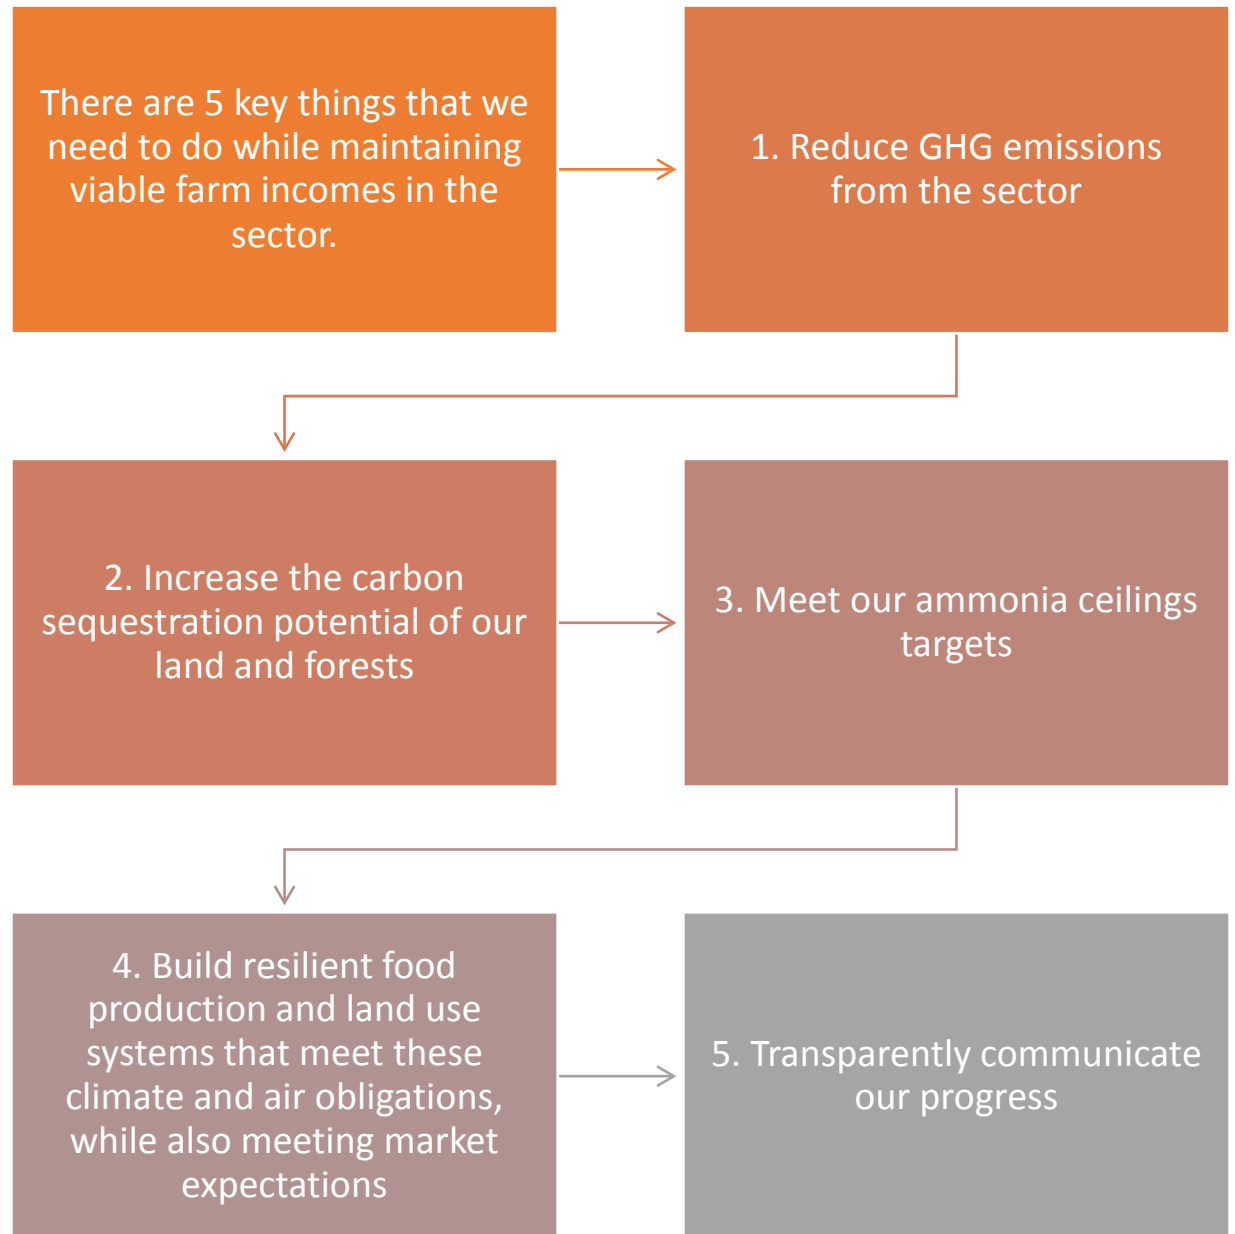 There are 5 key things that we
need to do while maintaining
viable farm incomes in the
sector.
1. Reduce GHG emissions
from the sector
2. Increase the carbon
sequestration potential of our
land and forests
3. Meet our ammonia ceilings
targets
4. Build resilient food
production and land use
systems that meet these
climate and air obligations,
while also meeting market
expectations
5. Transparently communicate
our progress